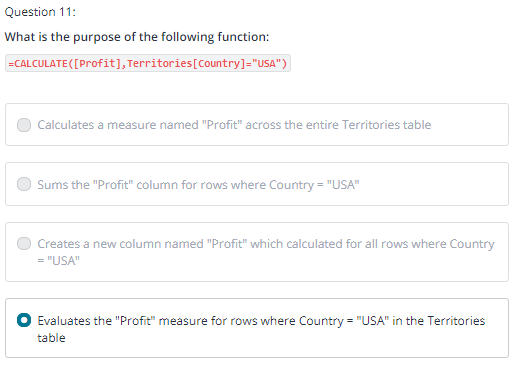 Question 11:
What is the purpose of the following function:
=CALCULATE([Profit],Territories[Country]="USA")
Calculates a measure named "Profit" across the entire Territories table
Sums the "Profit" column for rows where Country = "USA"
Creates a new column named "Profit" which calculated for all rows where Country
= "USA"
Evaluates the "Profit" measure for rows where Country = "USA" in the Territories
table